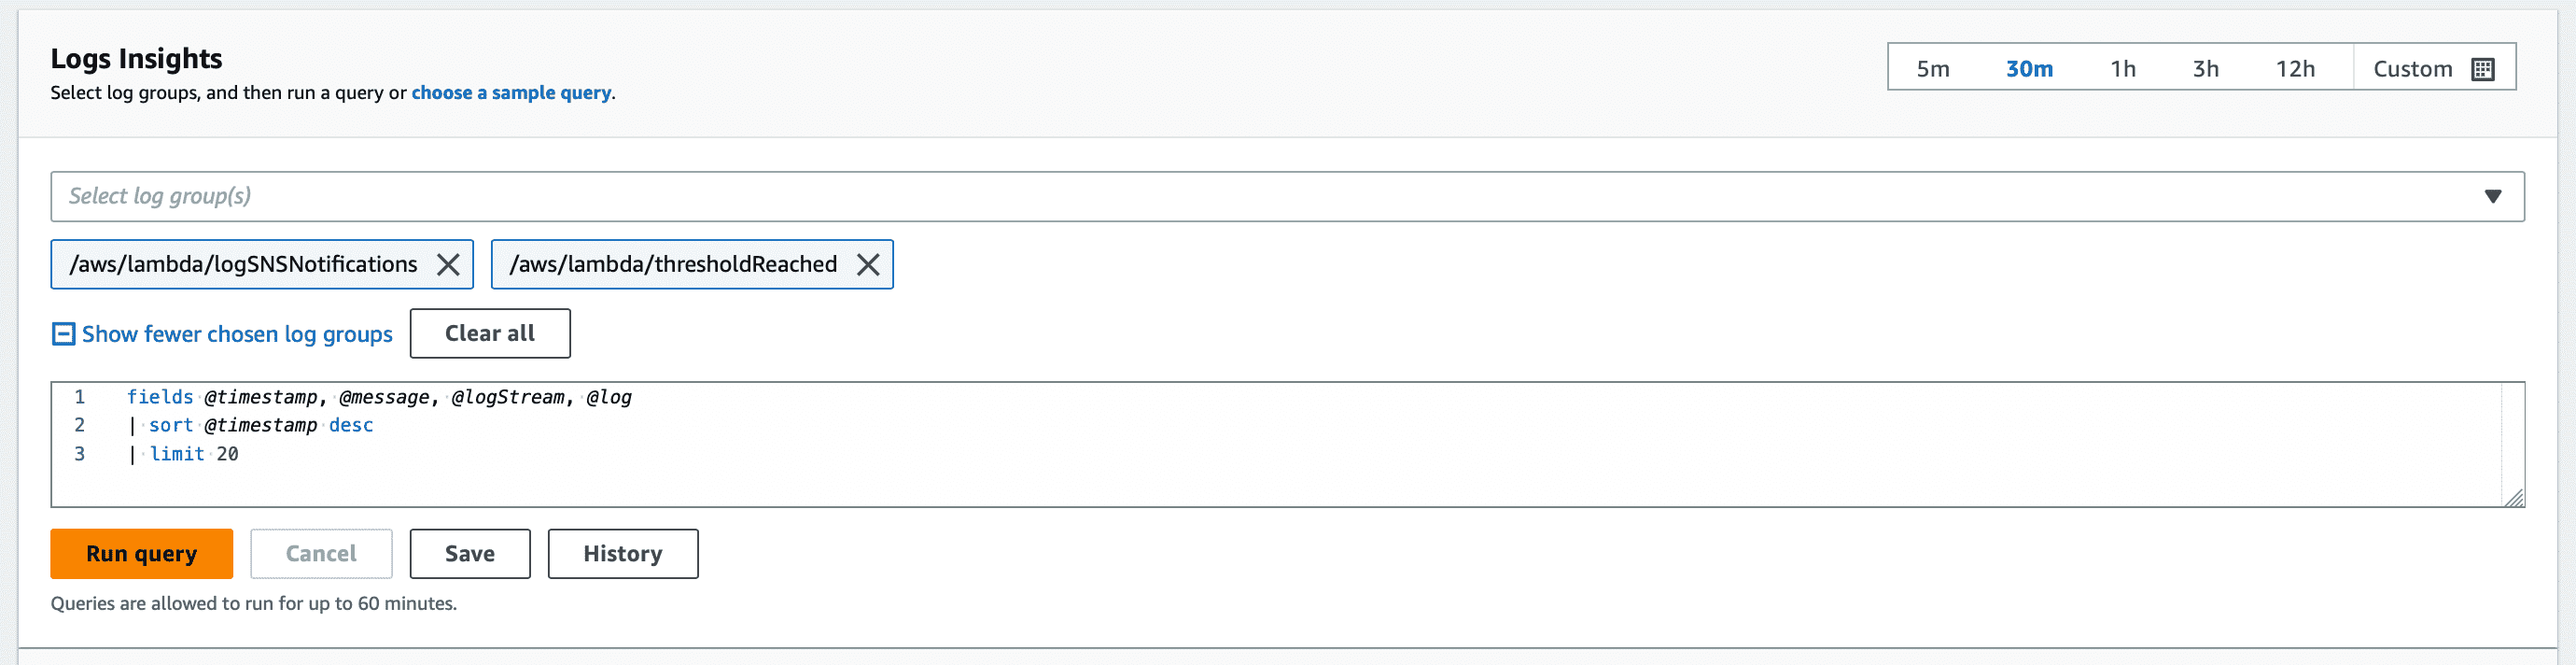 Logs Insights
Select log groups, and then run a query or choose a sample query.
5m 30m 1h 3h 12h Custom
Select log group(s)
/aws/lambda/logSNSNotifications /aws/lambda/thresholdReached
Show fewer chosen log groups Clear all
1 fields @timestamp, @message, @logStream, @log
2 | sort @timestamp desc
3 | limit 20
Run query Cancel Save History
Queries are allowed to run for up to 60 minutes.